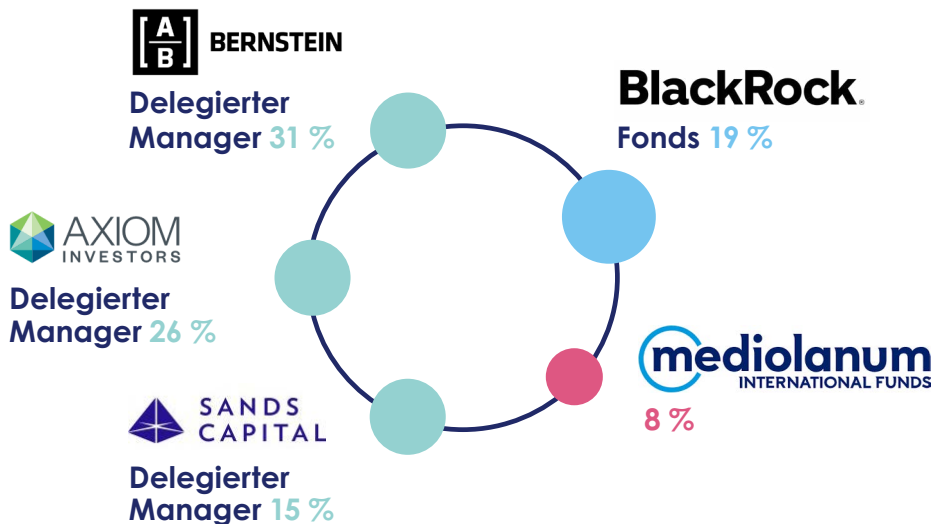 [A B] BERNSTEIN
Delegierter
Manager 31 %
BlackRock®
Fonds 19 %
AXIOM
INVESTORS
Delegierter
Manager 26 %
mediolanum
INTERNATIONAL FUNDS
8 %
SANDS
CAPITAL
Delegierter
Manager 15 %